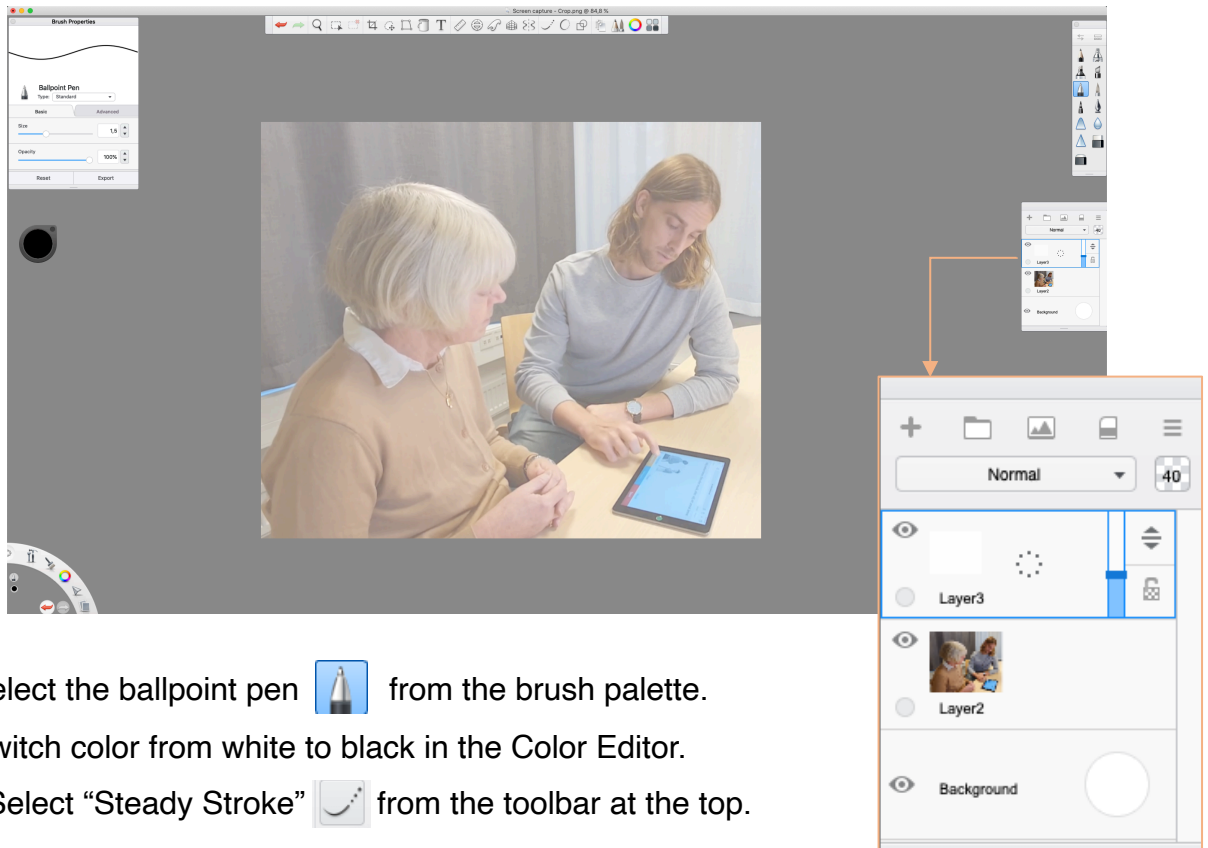 Screen capture - Crop.png @ 84,8 %
Brush Properties
T
Ballpoint Pen
Type: Standard
Basic Advanced
Size
1,5
Opacity
100%
Reset Export
Normal 40
Layer3
Layer2
Background
Normal 40
Layer3
Layer2
Background
elect the ballpoint pen from the brush palette.
witch color from white to black in the Color Editor.
Select “Steady Stroke” from the toolbar at the top.